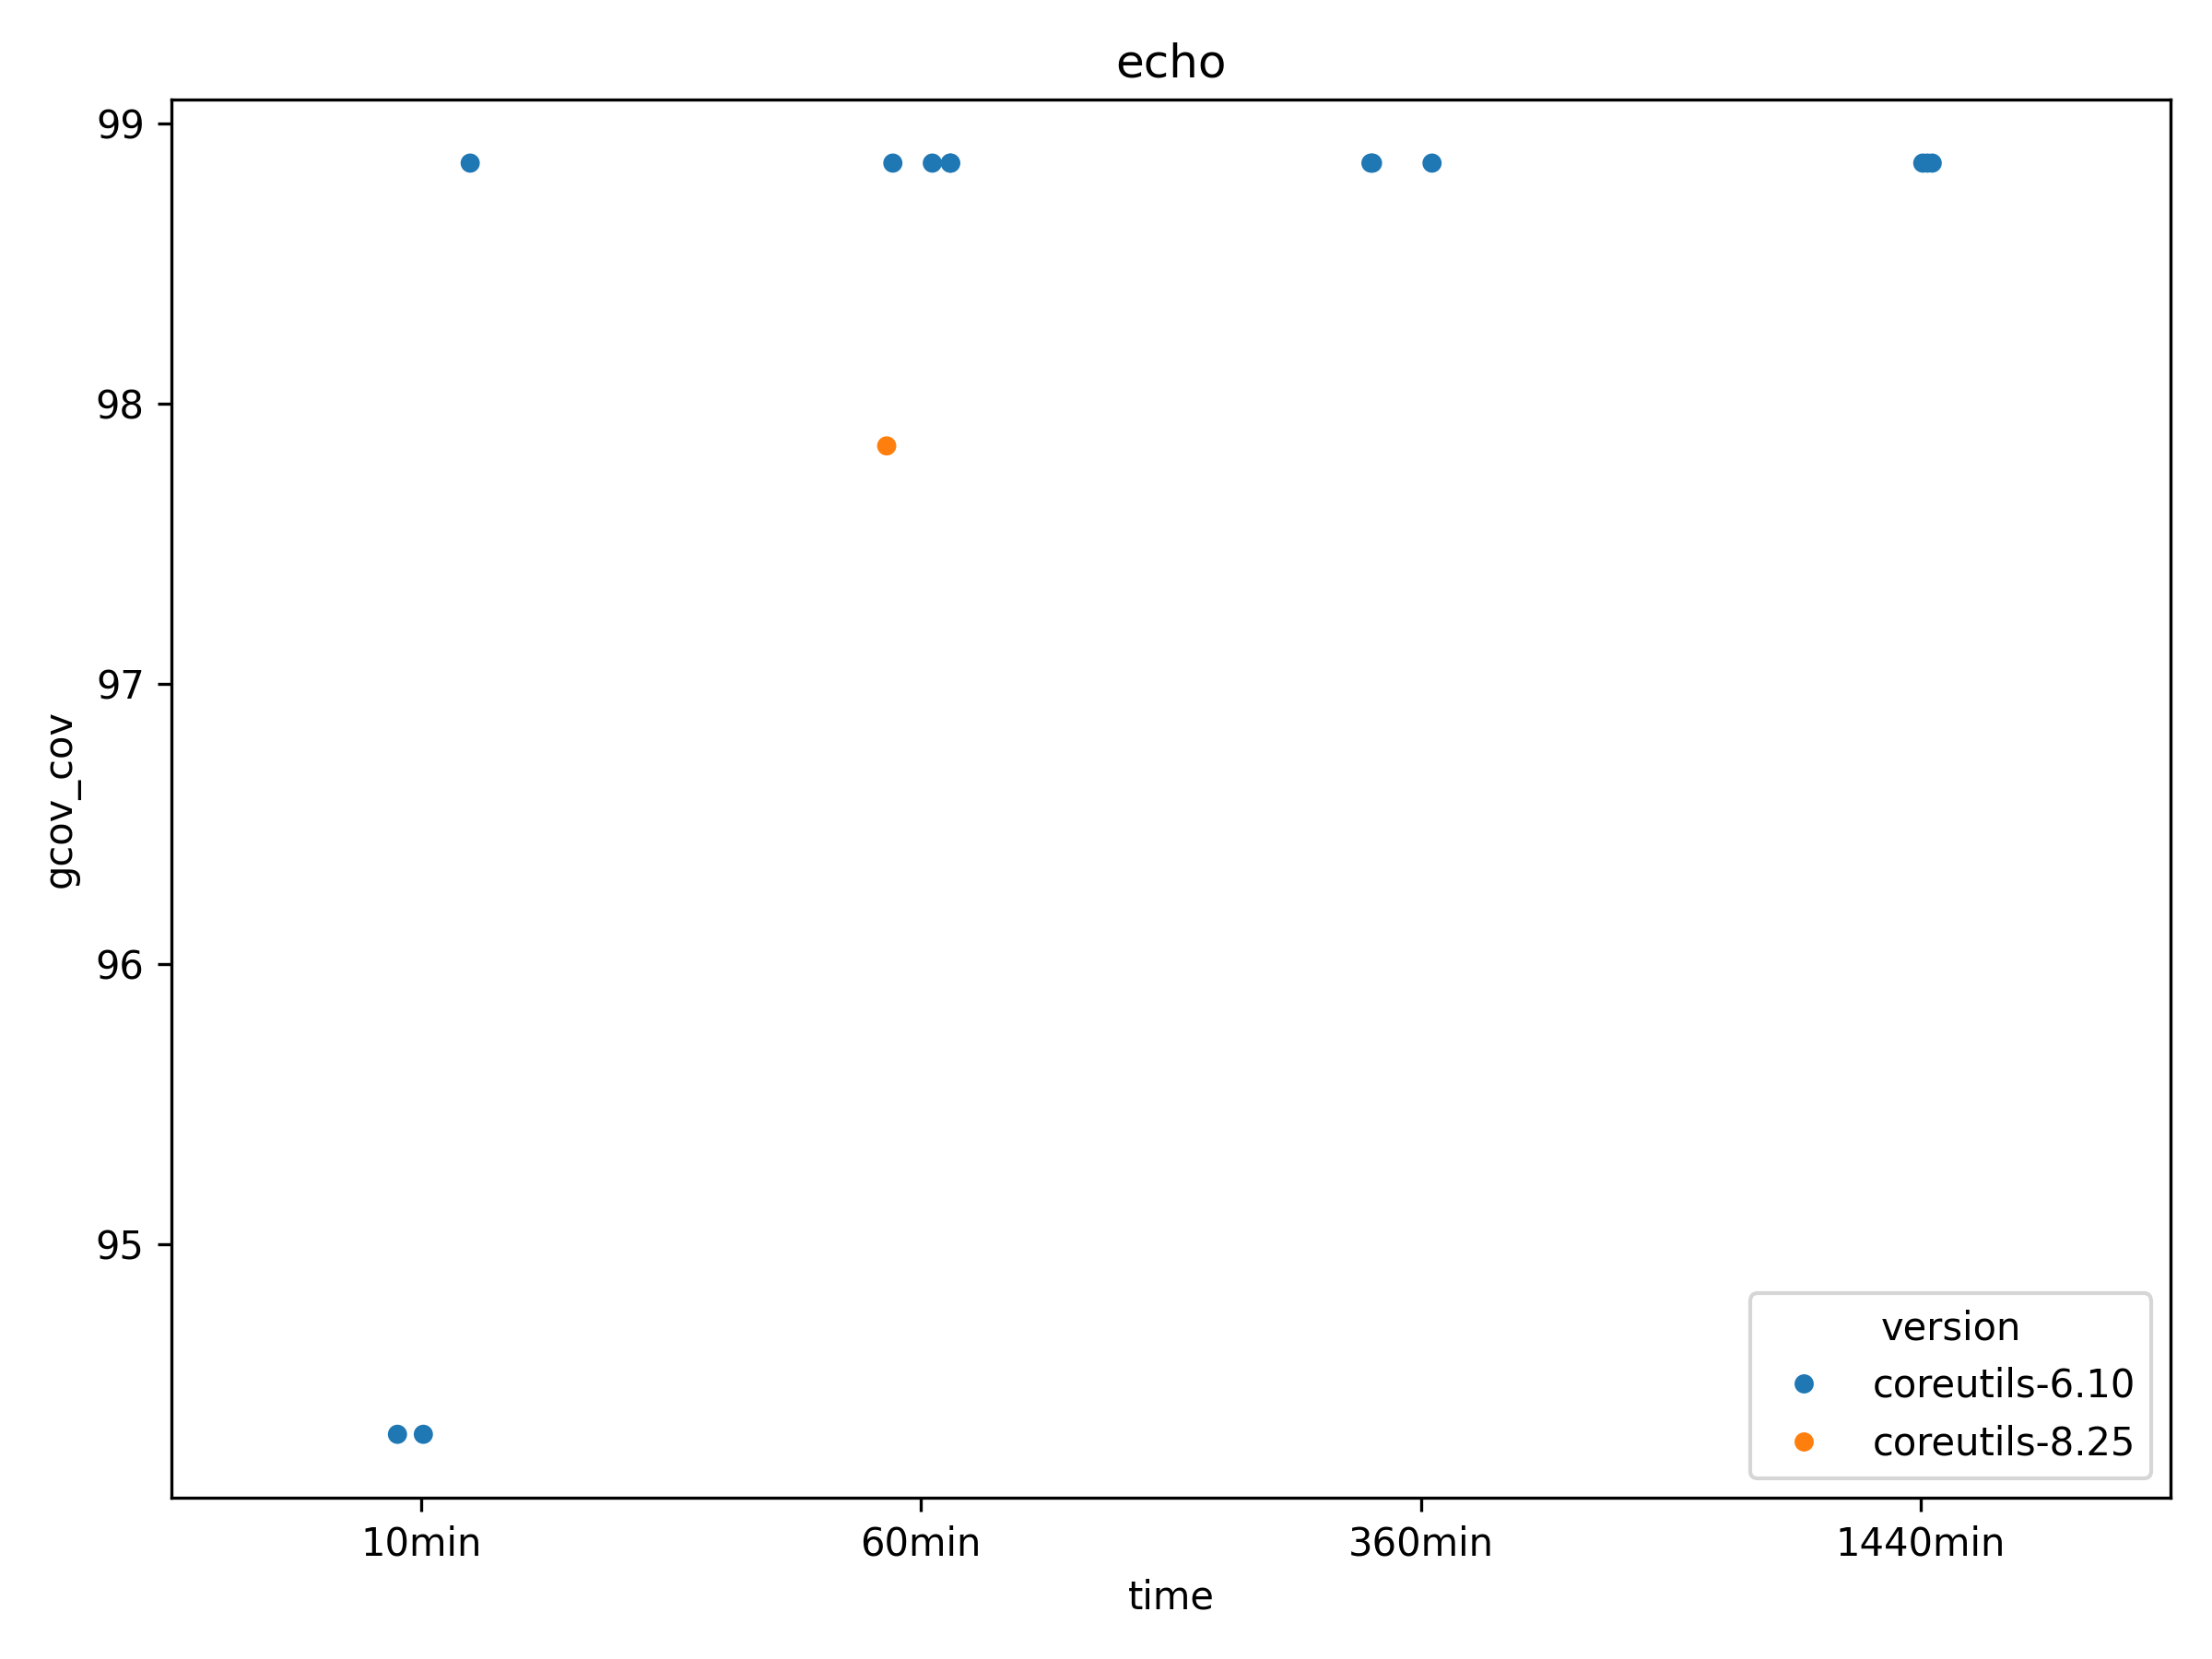 echo
99
98
97
96
95
gcov_cov
10min
60min
360min
1440min
time
version
coreutils-6.10
coreutils-8.25